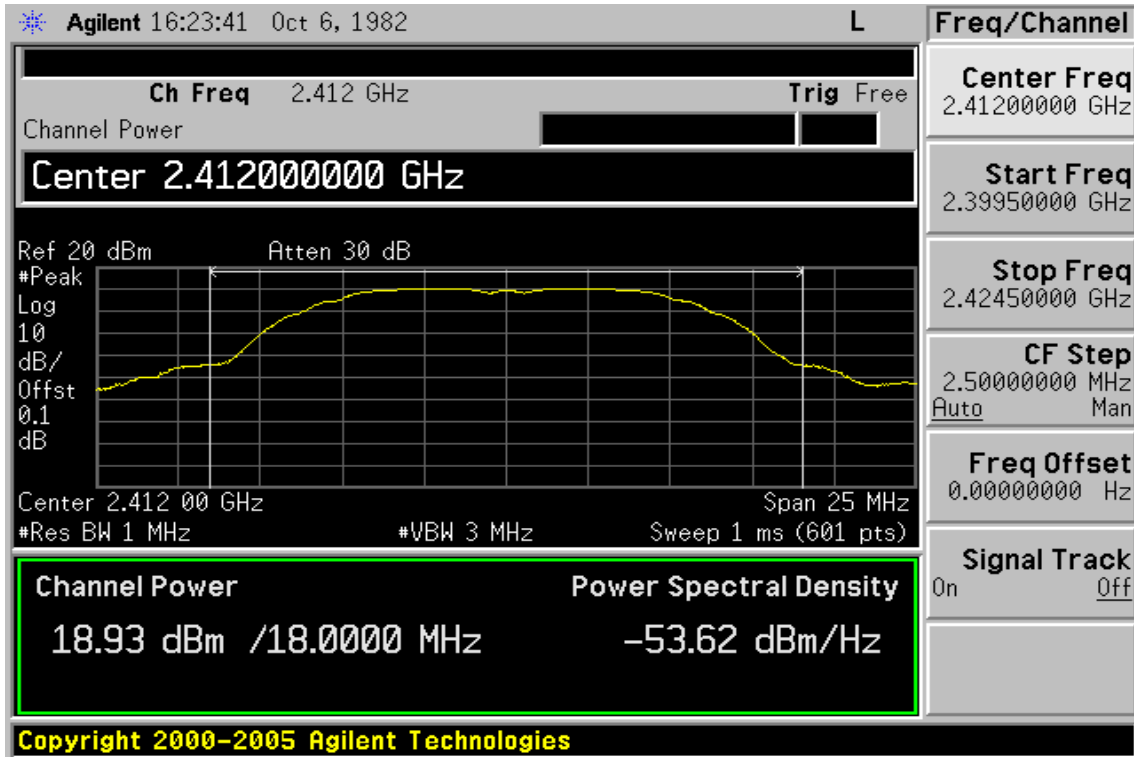 Agilent 16:23:41 Oct 6, 1982 L
Freq/Channel
Ch Freq 2.412 GHz Trig Free
Channel Power
Center 2.412000000 GHz
Ref 20 dBm Atten 30 dB
#Peak
Log
10
dB/
Offst
0.1
dB
Center 2.412 00 GHz Span 25 MHz
#Res BW 1 MHz #VBW 3 MHz Sweep 1 ms (601 pts)
Channel Power Power Spectral Density
18.93 dBm /18.0000 MHz -53.62 dBm/Hz
Center Freq
2.41200000 GHz
Start Freq
2.39950000 GHz
Stop Freq
2.42450000 GHz
CF Step
2.50000000 MHz
Auto Man
Freq Offset
0.00000000 Hz
Signal Track
On Off
Copyright 2000-2005 Agilent Technologies